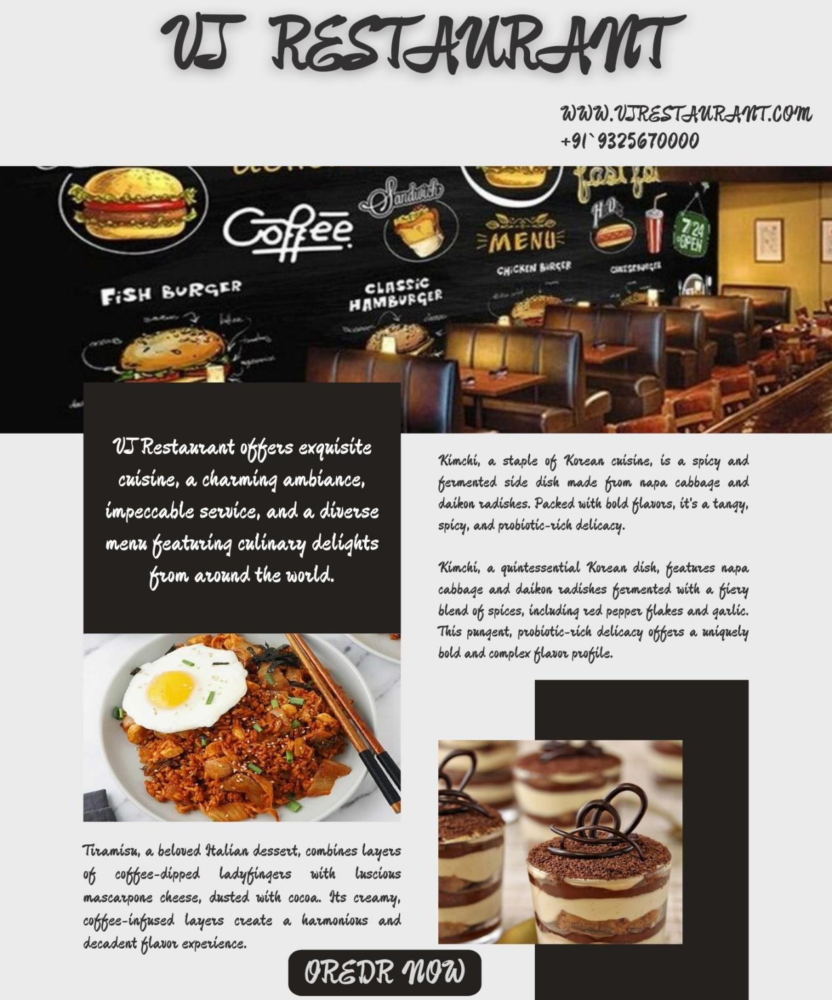 VJ RESTAURANT
WWW.VJRESTAURANT.COM
+91`9325670000
Coffee
Sandwich
fast fo
H D
MENU
7/24
OPEN
CHICKEN BURGER
CHEESEBURGER
FISH BURGER
CLASSIC
HAMBURGER
VJ Restaurant offers exquisite
cuisine, a charming ambiance,
impeccable service, and a diverse
menu featuring culinary delights
from around the world.
Kimchi, a staple of Korean cuisine, is a spicy and
fermented side dish made from napa cabbage and
daikon radishes. Packed with bold flavors, it's a tangy,
spicy, and probiotic-rich delicacy.
Kimchi, a quintessential Korean dish, features napa
cabbage and daikon radishes fermented with a fiery
blend of spices, including red pepper flakes and garlic.
This pungent, probiotic-rich delicacy offers a uniquely
bold and complex flavor profile.
Tiramisu, a beloved Italian dessert, combines layers
of coffee-dipped ladyfingers with luscious
mascarpone cheese, dusted with cocoa. Its creamy,
coffee-infused layers create a harmonious and
decadent flavor experience.
OREDR NOW